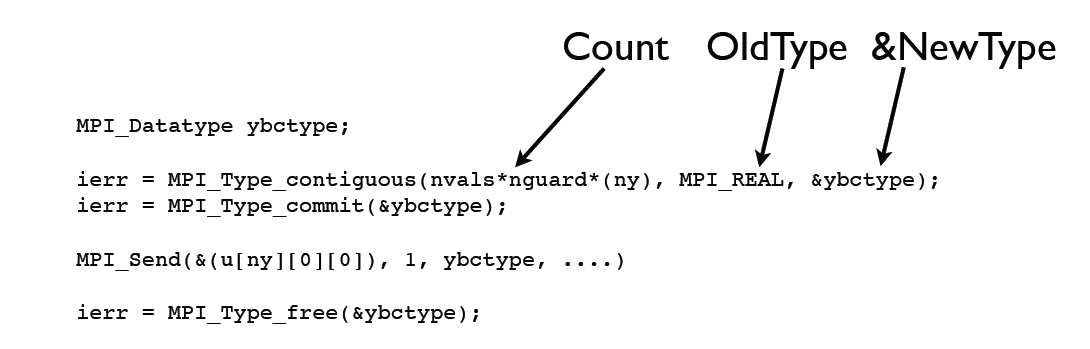 Count OldType &NewType
MPI_Datatype ybctype;
ierr = MPI_Type_contiguous(nvals*nguard*(ny), MPI_REAL, &ybctype);
ierr = MPI_Type_commit(&ybctype);
MPI_Send(&(u[ny][0][0]), 1, ybctype, ....)
ierr = MPI_Type_free(&ybctype);